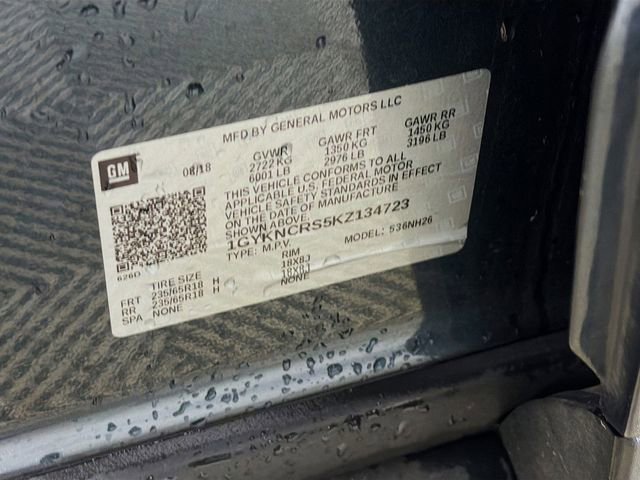 MFD BY GENERAL MOTORS LLC
GM
08/18
GVWR GAWR FRT GAWR RR
2722 KG 1350 KG 1450 KG
6001 LB 2976 LB 3196 LB
THIS VEHICLE CONFORMS TO ALL
APPLICABLE U.S. FEDERAL MOTOR
VEHICLE SAFETY STANDARDS IN EFFECT
ON THE DATE OF MANUFACTURE
SHOWN ABOVE.
1GYKNCRS5KZ134723
TYPE: M.P.V. MODEL: 536NH26
626D
TIRE SIZE RIM
FRT 235/65R18 H 18X8J
RR 235/65R18 H 18X8J
SPA NONE NONE